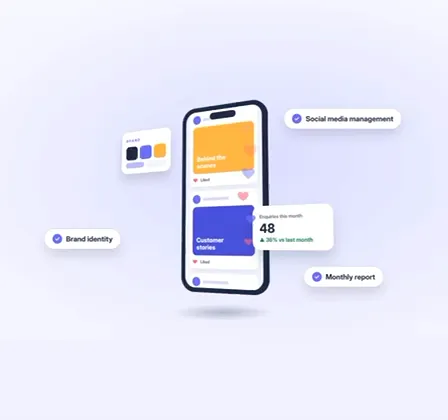 Social media management
BRAND
Behind the
scenes
Liked
Enquiries this month
48
▲ 38% vs last month
Customer
stories
Brand identity
Liked
Monthly report